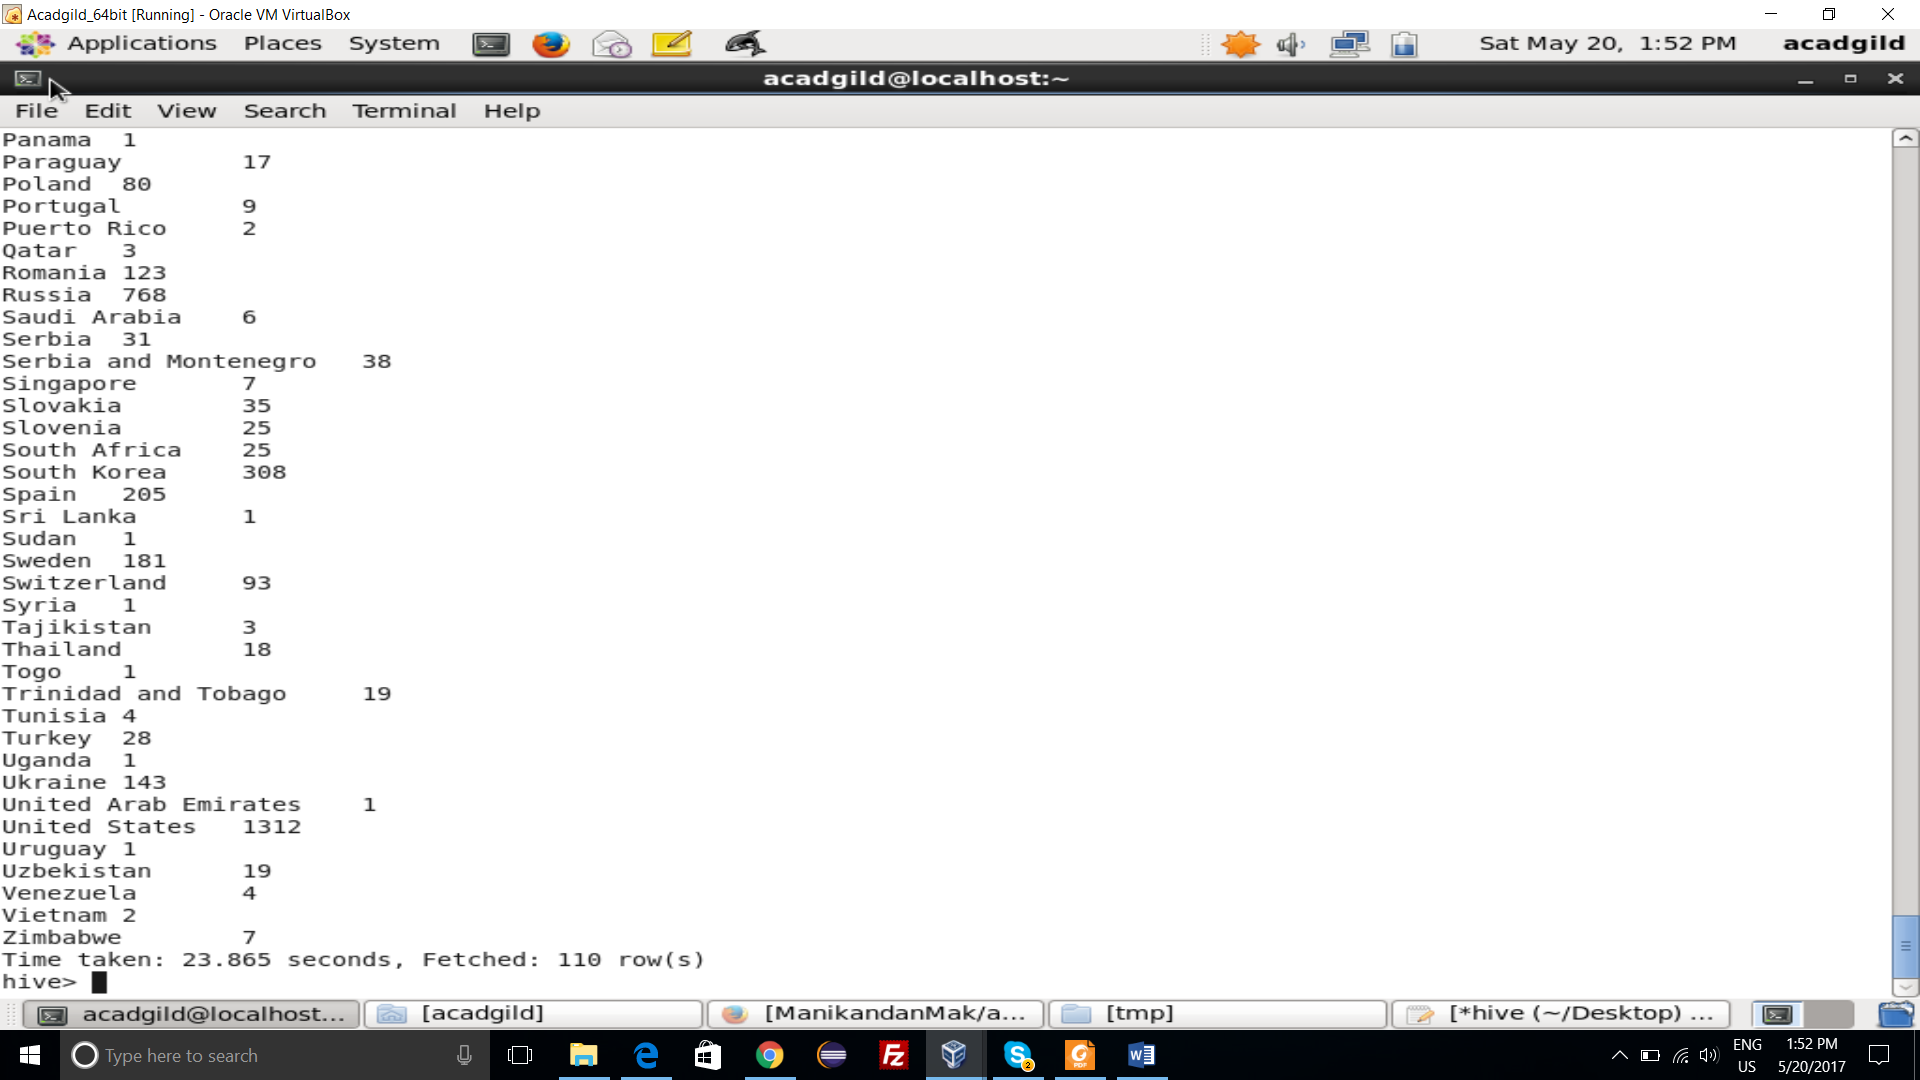 Acadgild_64bit [Running] - Oracle VM VirtualBox
Applications Places System Sat May 20, 1:52 PM acadgild
acadgild@localhost:~
File Edit View Search Terminal Help
Panama 1
Paraguay 17
Poland 80
Portugal 9
Puerto Rico 2
Qatar 3
Romania 123
Russia 768
Saudi Arabia 6
Serbia 31
Serbia and Montenegro 38
Singapore 7
Slovakia 35
Slovenia 25
South Africa 25
South Korea 308
Spain 205
Sri Lanka 1
Sudan 1
Sweden 181
Switzerland 93
Syria 1
Tajikistan 3
Thailand 18
Togo 1
Trinidad and Tobago 19
Tunisia 4
Turkey 28
Uganda 1
Ukraine 143
United Arab Emirates 1
United States 1312
Uruguay 1
Uzbekistan 19
Venezuela 4
Vietnam 2
Zimbabwe 7
Time taken: 23.865 seconds, Fetched: 110 row(s)
hive>
acadgild@localhost... [acadgild] [ManikandanMak/a... [tmp] [*hive (~/Desktop) ...
Type here to search
ENG 1:52 PM
US 5/20/2017